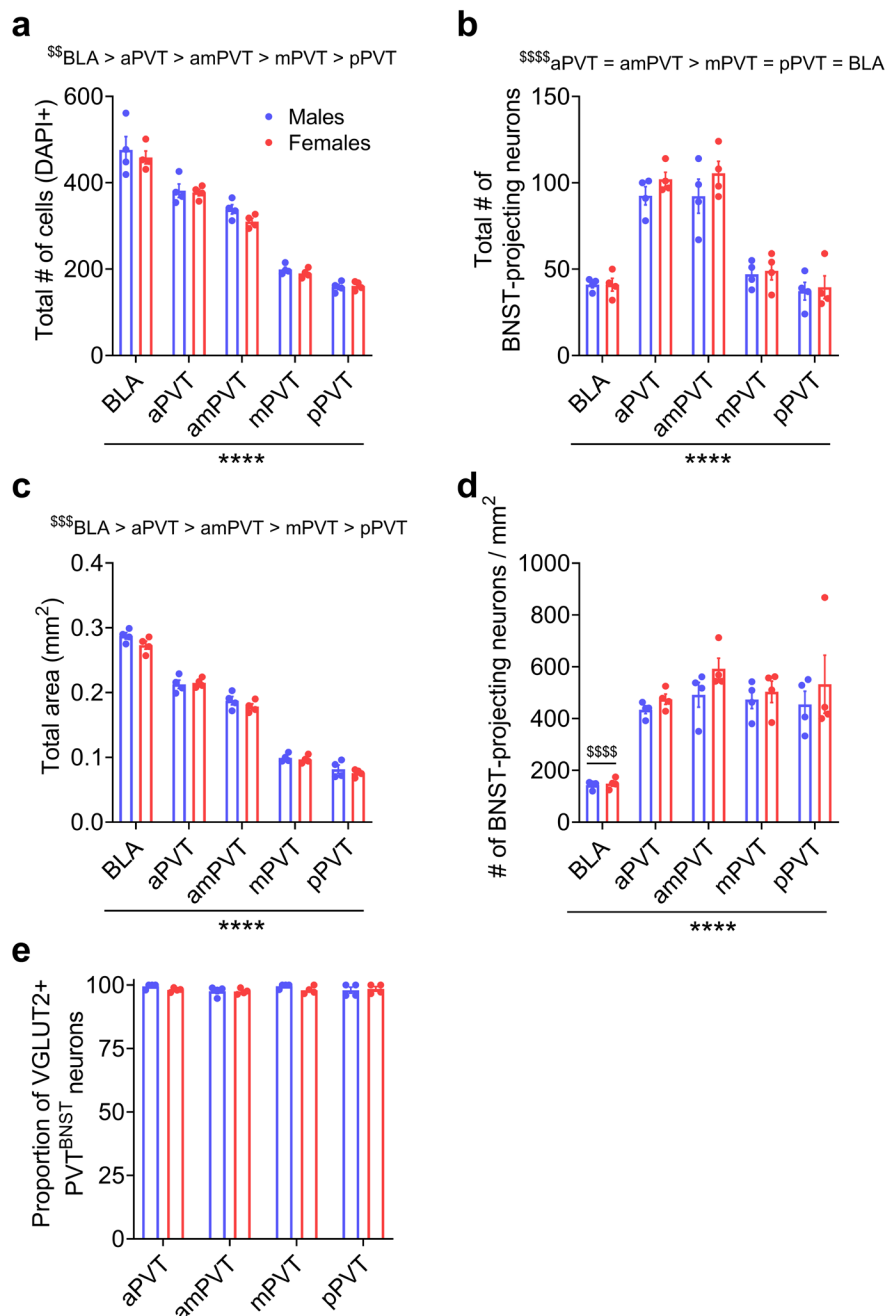 a
$$BLA > aPVT > amPVT > mPVT > pPVT
Total # of cells (DAPI+)
600
400
200
0
Males
Females
BLA
aPVT
amPVT
mPVT
pPVT
****
b
$$$$aPVT = amPVT > mPVT = pPVT = BLA
Total # of
BNST-projecting neurons
150
100
50
0
BLA
aPVT
amPVT
mPVT
pPVT
****
c
$$$BLA > aPVT > amPVT > mPVT > pPVT
Total area (mm2)
0.4
0.3
0.2
0.1
0.0
BLA
aPVT
amPVT
mPVT
pPVT
****
d
# of BNST-projecting neurons / mm2
1000
800
600
400
200
0
$$$$
BLA
aPVT
amPVT
mPVT
pPVT
****
e
Proportion of VGLUT2+
PVTBNST neurons
100
75
50
25
0
aPVT
amPVT
mPVT
pPVT